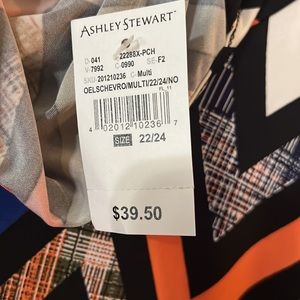 ASHLEY STEWART
D-041 22288X-PCH
V-7992 C-0990 SE-F2
SKU-201210236 C-Multi
OELSCHEVRO/MULTI/22/24/NO
FL_11
4 02012 10236 7
SIZE 22/24
$39.50